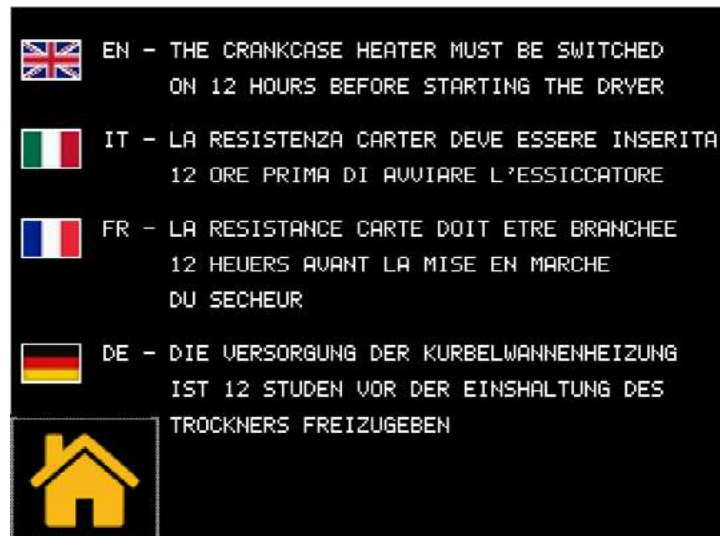 EN - THE CRANKCASE HEATER MUST BE SWITCHED
ON 12 HOURS BEFORE STARTING THE DRYER
IT - LA RESISTENZA CARTER DEVE ESSERE INSERITA
12 ORE PRIMA DI AVVIARE L'ESSICCATORE
FR - LA RESISTANCE CARTE DOIT ETRE BRANCHEE
12 HEUERS AVANT LA MISE EN MARCHE
DU SECHEUR
DE - DIE VERSORGUNG DER KURBELWANNENHEIZUNG
IST 12 STUDEN VOR DER EINSHALTUNG DES
TROCKNERS FREIZUGEBEN